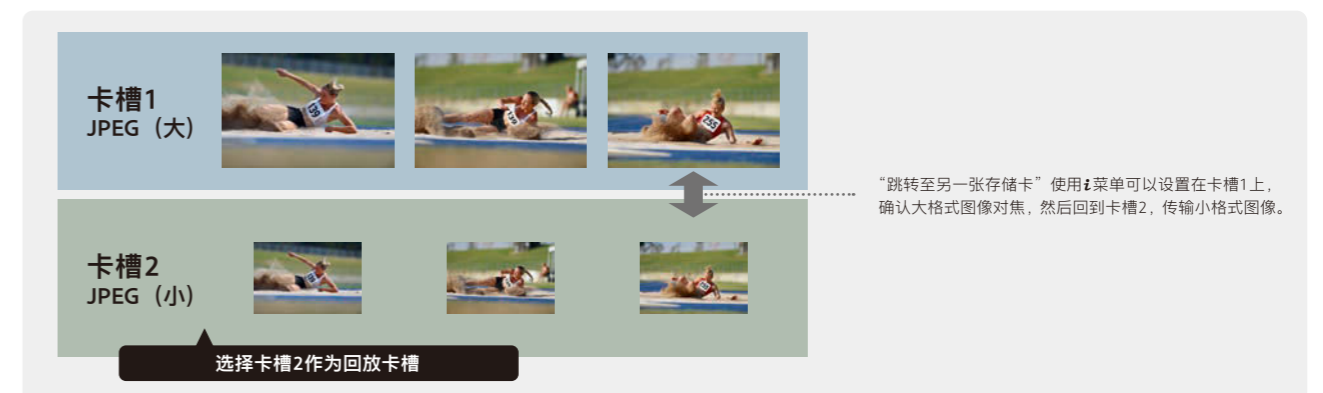 卡槽1
JPEG（大）
“跳转至另一张存储卡”使用i菜单可以设置在卡槽1上，
确认大格式图像对焦，然后回到卡槽2，传输小格式图像。
卡槽2
JPEG（小）
选择卡槽2作为回放卡槽
139
139
255